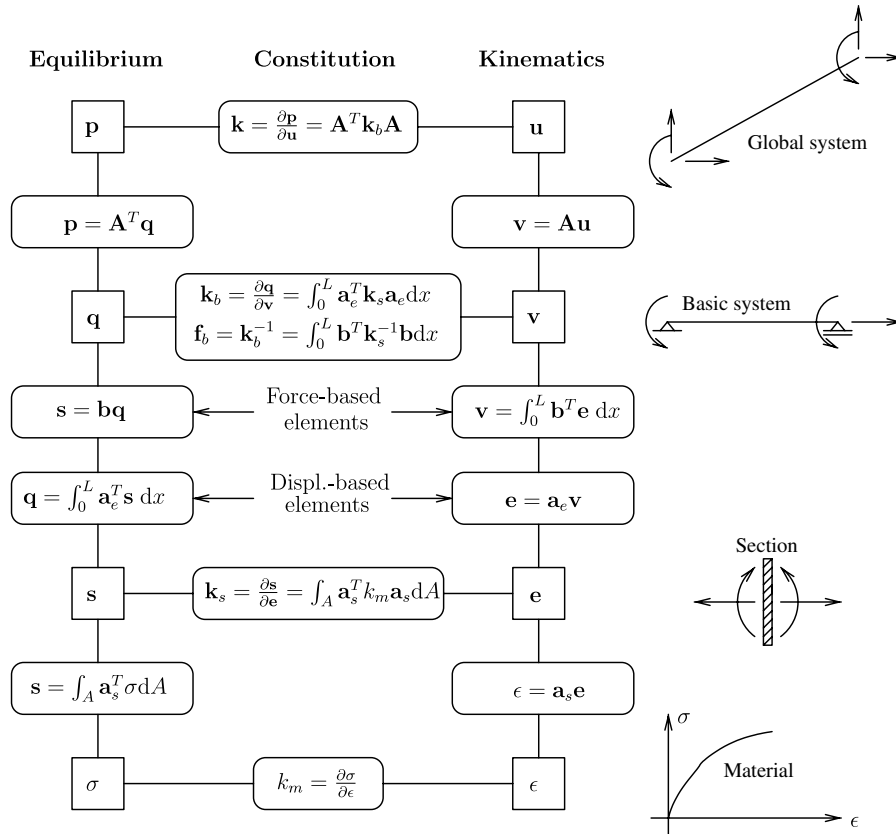 Equilibrium Constitution Kinematics
p k = ∂p/∂u = A^T k_b A u
Global system
p = A^T q v = Au
k_b = ∂q/∂v = ∫_0^L a_e^T k_s a_e dx
q v
f_b = k_b^{-1} = ∫_0^L b^T k_s^{-1} b dx
Basic system
s = bq Force-based elements v = ∫_0^L b^T e dx
q = ∫_0^L a_e^T s dx Displ.-based elements e = a_e v
Section
s k_s = ∂s/∂e = ∫_A a_s^T k_m a_s dA e
s = ∫_A a_s^T σ dA ϵ = a_s e
σ
Material
σ k_m = ∂σ/∂ϵ ϵ
ϵ